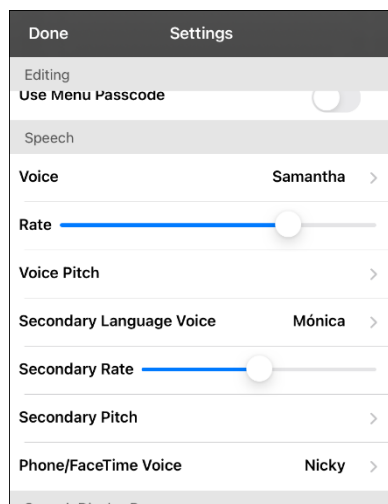 Done Settings
Editing
Use Menu Passcode
Speech
Voice Samantha
Rate
Voice Pitch
Secondary Language Voice Mónica
Secondary Rate
Secondary Pitch
Phone/FaceTime Voice Nicky